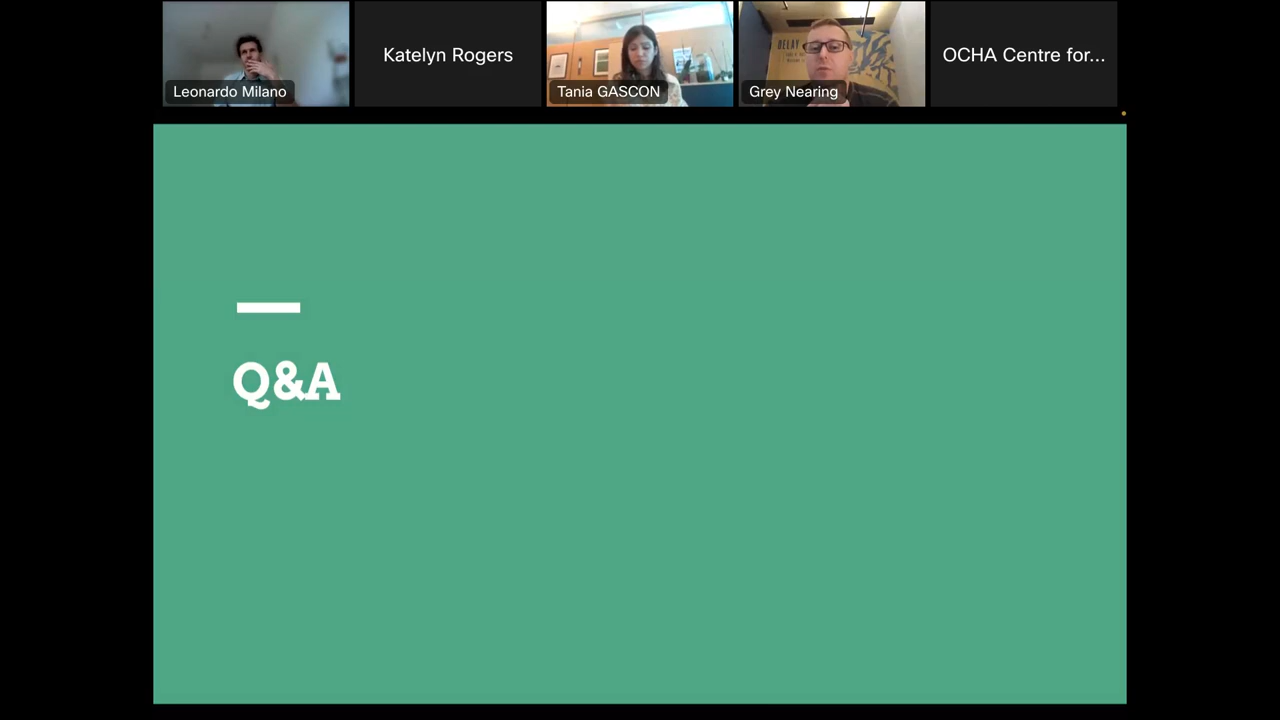 Leonardo Milano
Katelyn Rogers
Tania GASCON
Grey Nearing
OCHA Centre for...
Q&A